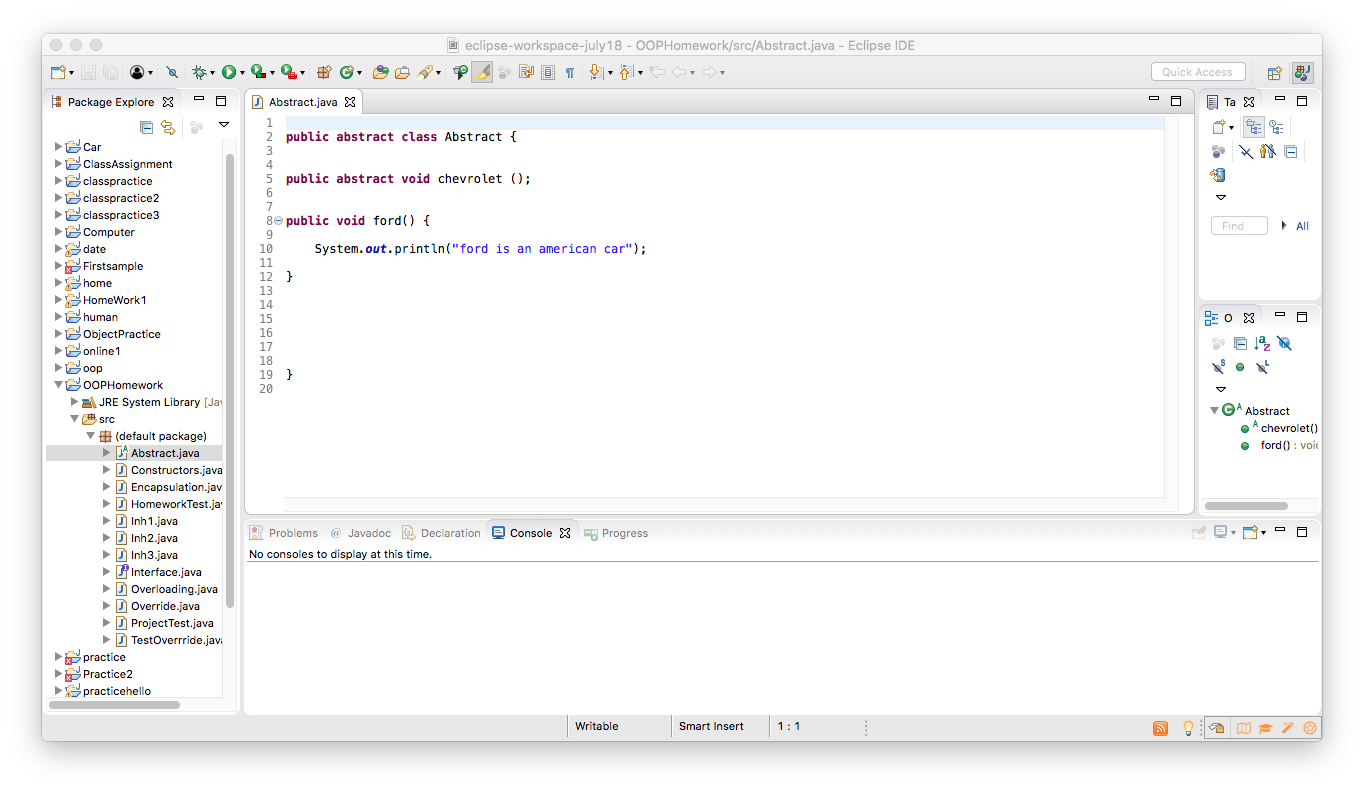 eclipse-workspace-july18 - OOPHomework/src/Abstract.java - Eclipse IDE
Quick Access
Package Explore
Car
ClassAssignment
classpractice
classpractice2
classpractice3
Computer
date
Firstsample
home
HomeWork1
human
ObjectPractice
online1
oop
OOPHomework
JRE System Library [Jav
src
(default package)
Abstract.java
Constructors.java
Encapsulation.jav
HomeworkTest.jav
Inh1.java
Inh2.java
Inh3.java
Interface.java
Overloading.java
Override.java
ProjectTest.java
TestOverrride.java
practice
Practice2
practicehello
Abstract.java
1
2 public abstract class Abstract {
3
4
5 public abstract void chevrolet ();
6
7
8 public void ford() {
9
10 System.out.println("ford is an american car");
11
12 }
13
14
15
16
17
18
19 }
20
Ta
Find
All
O
Abstract
chevrolet()
ford() : void
Problems
Javadoc
Declaration
Console
Progress
No consoles to display at this time.
Writable
Smart Insert
1 : 1